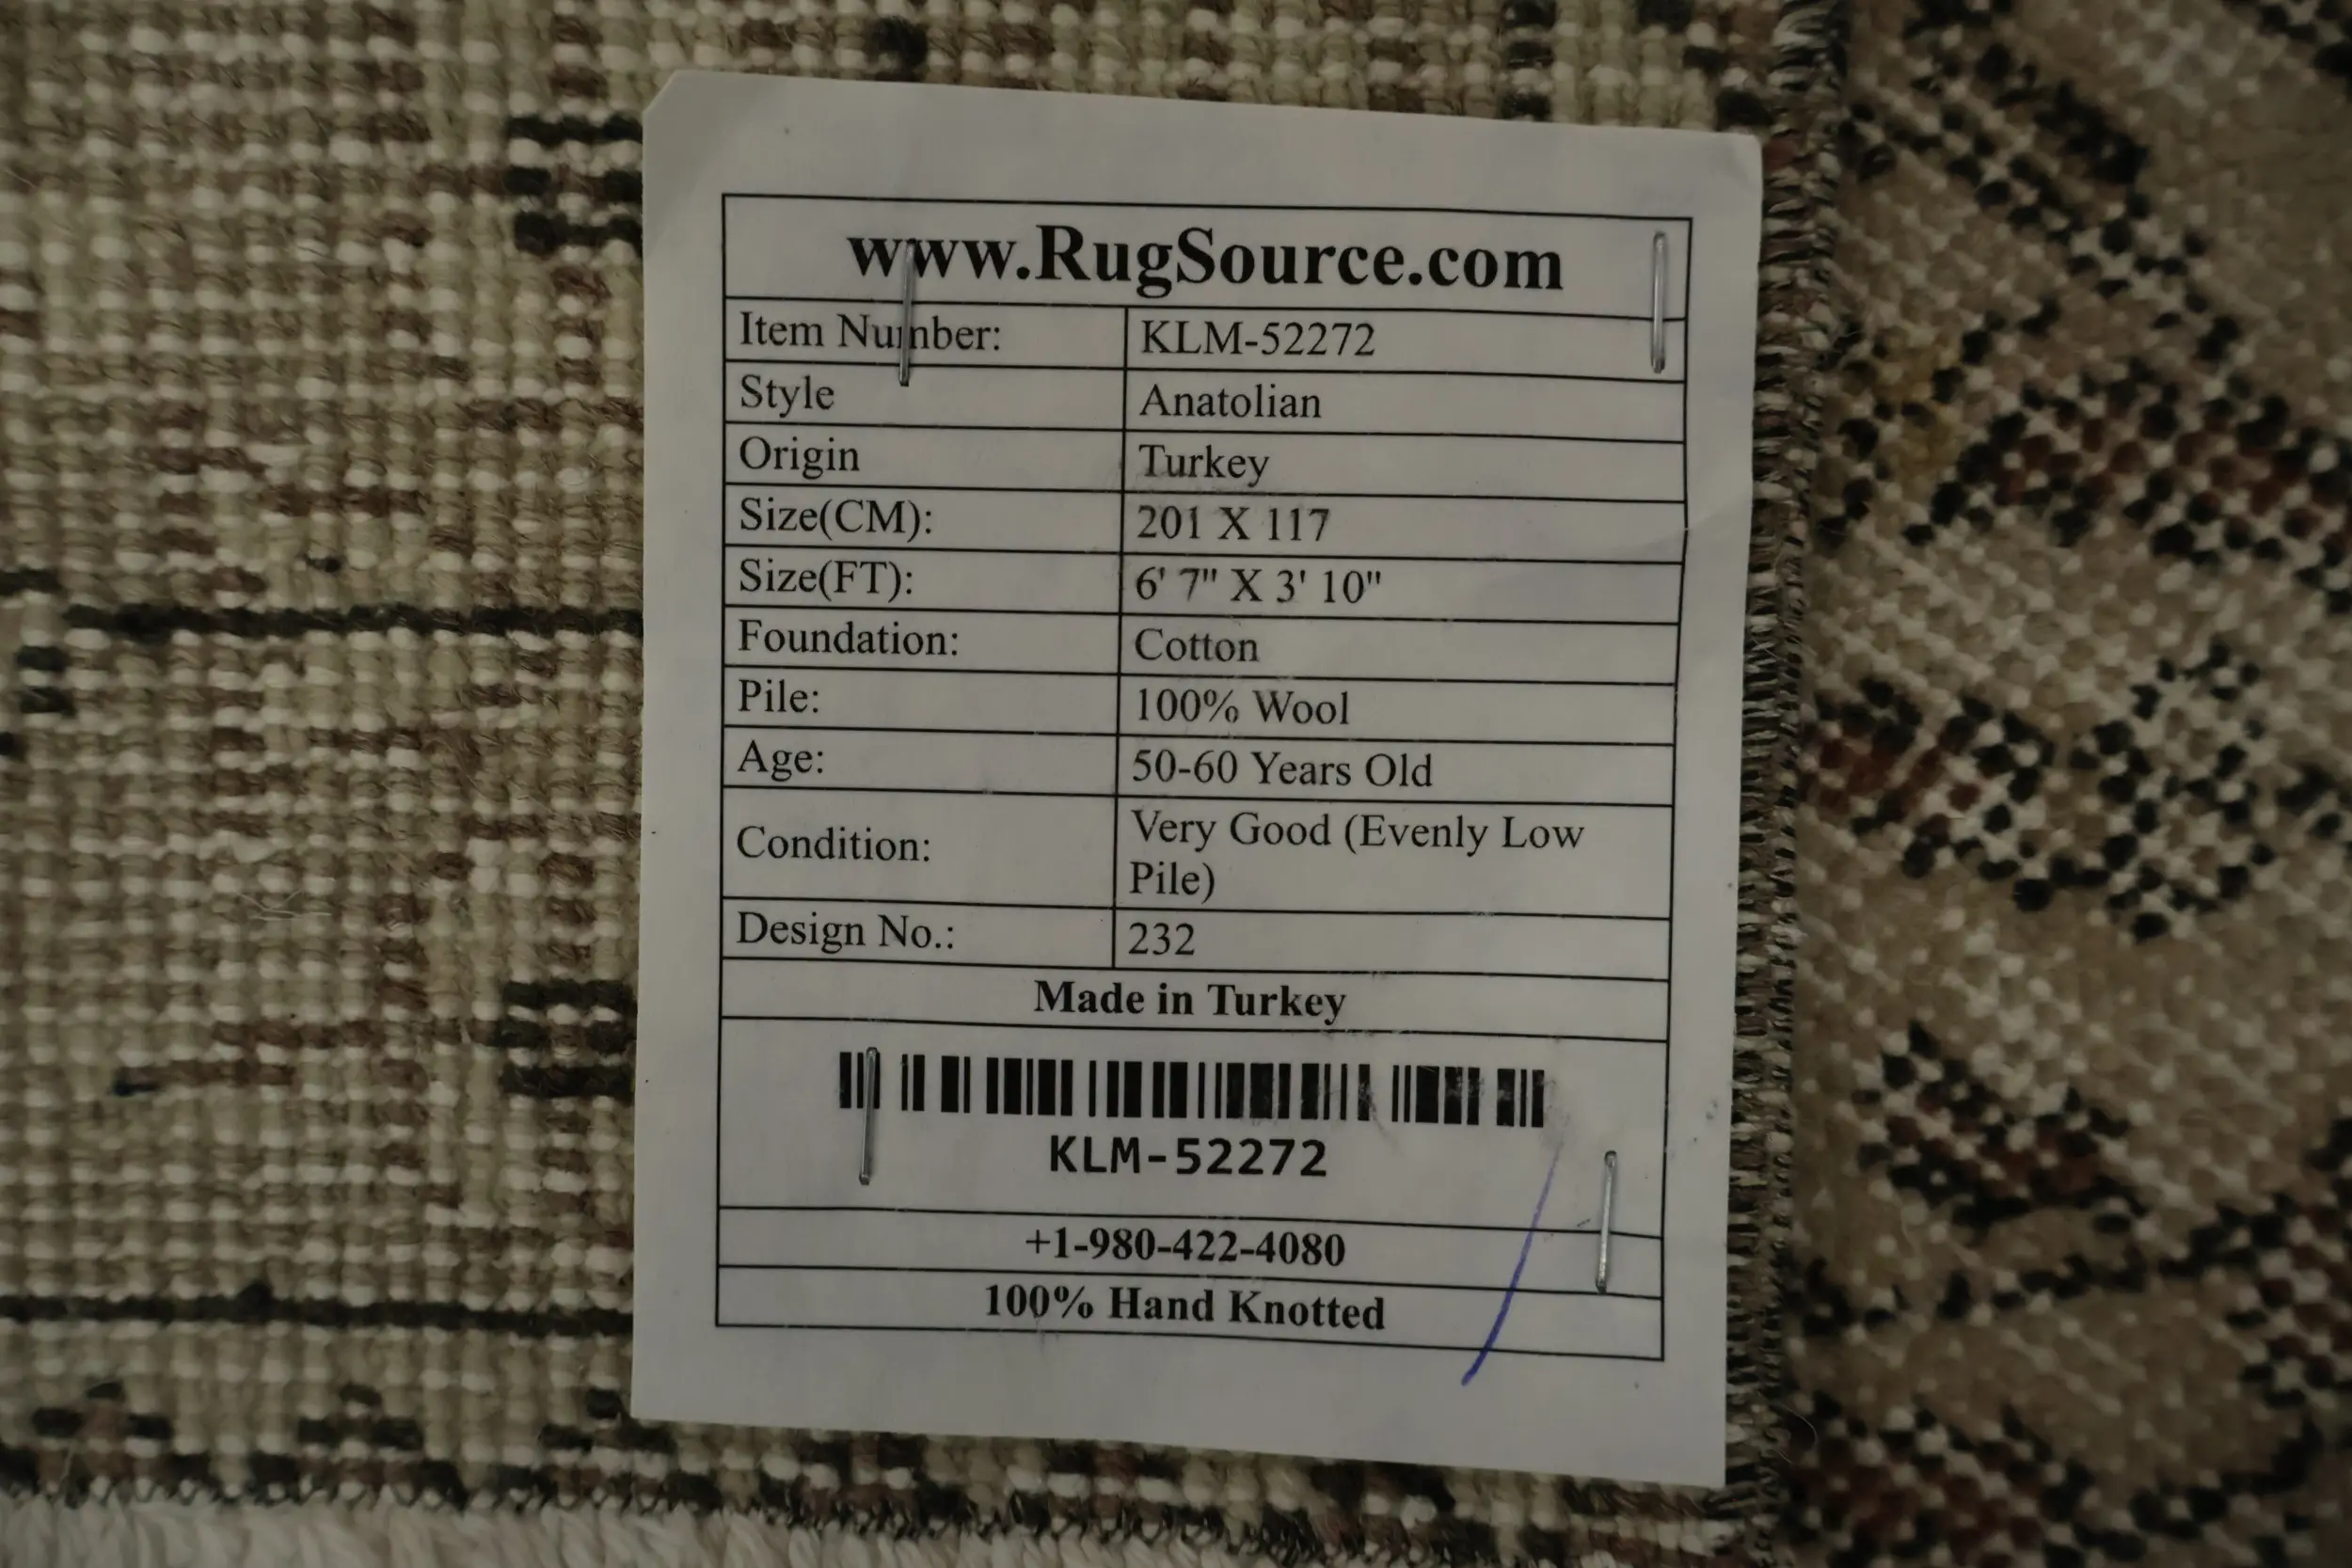 www.RugSource.com
Item Number: KLM-52272
Style Anatolian
Origin Turkey
Size(CM): 201 X 117
Size(FT): 6' 7" X 3' 10"
Foundation: Cotton
Pile: 100% Wool
Age: 50-60 Years Old
Condition: Very Good (Evenly Low
Pile)
Design No.: 232
Made in Turkey
KLM-52272
+1-980-422-4080
100% Hand Knotted